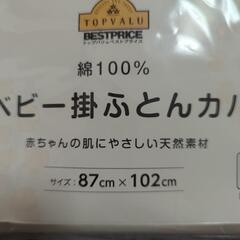 TOPVALU
BESTPRICE
トップバリュベストプライス
綿100%
ベビー掛ふとんカバ
赤ちゃんの肌にやさしい天然素材
サイズ:87cm×102cm